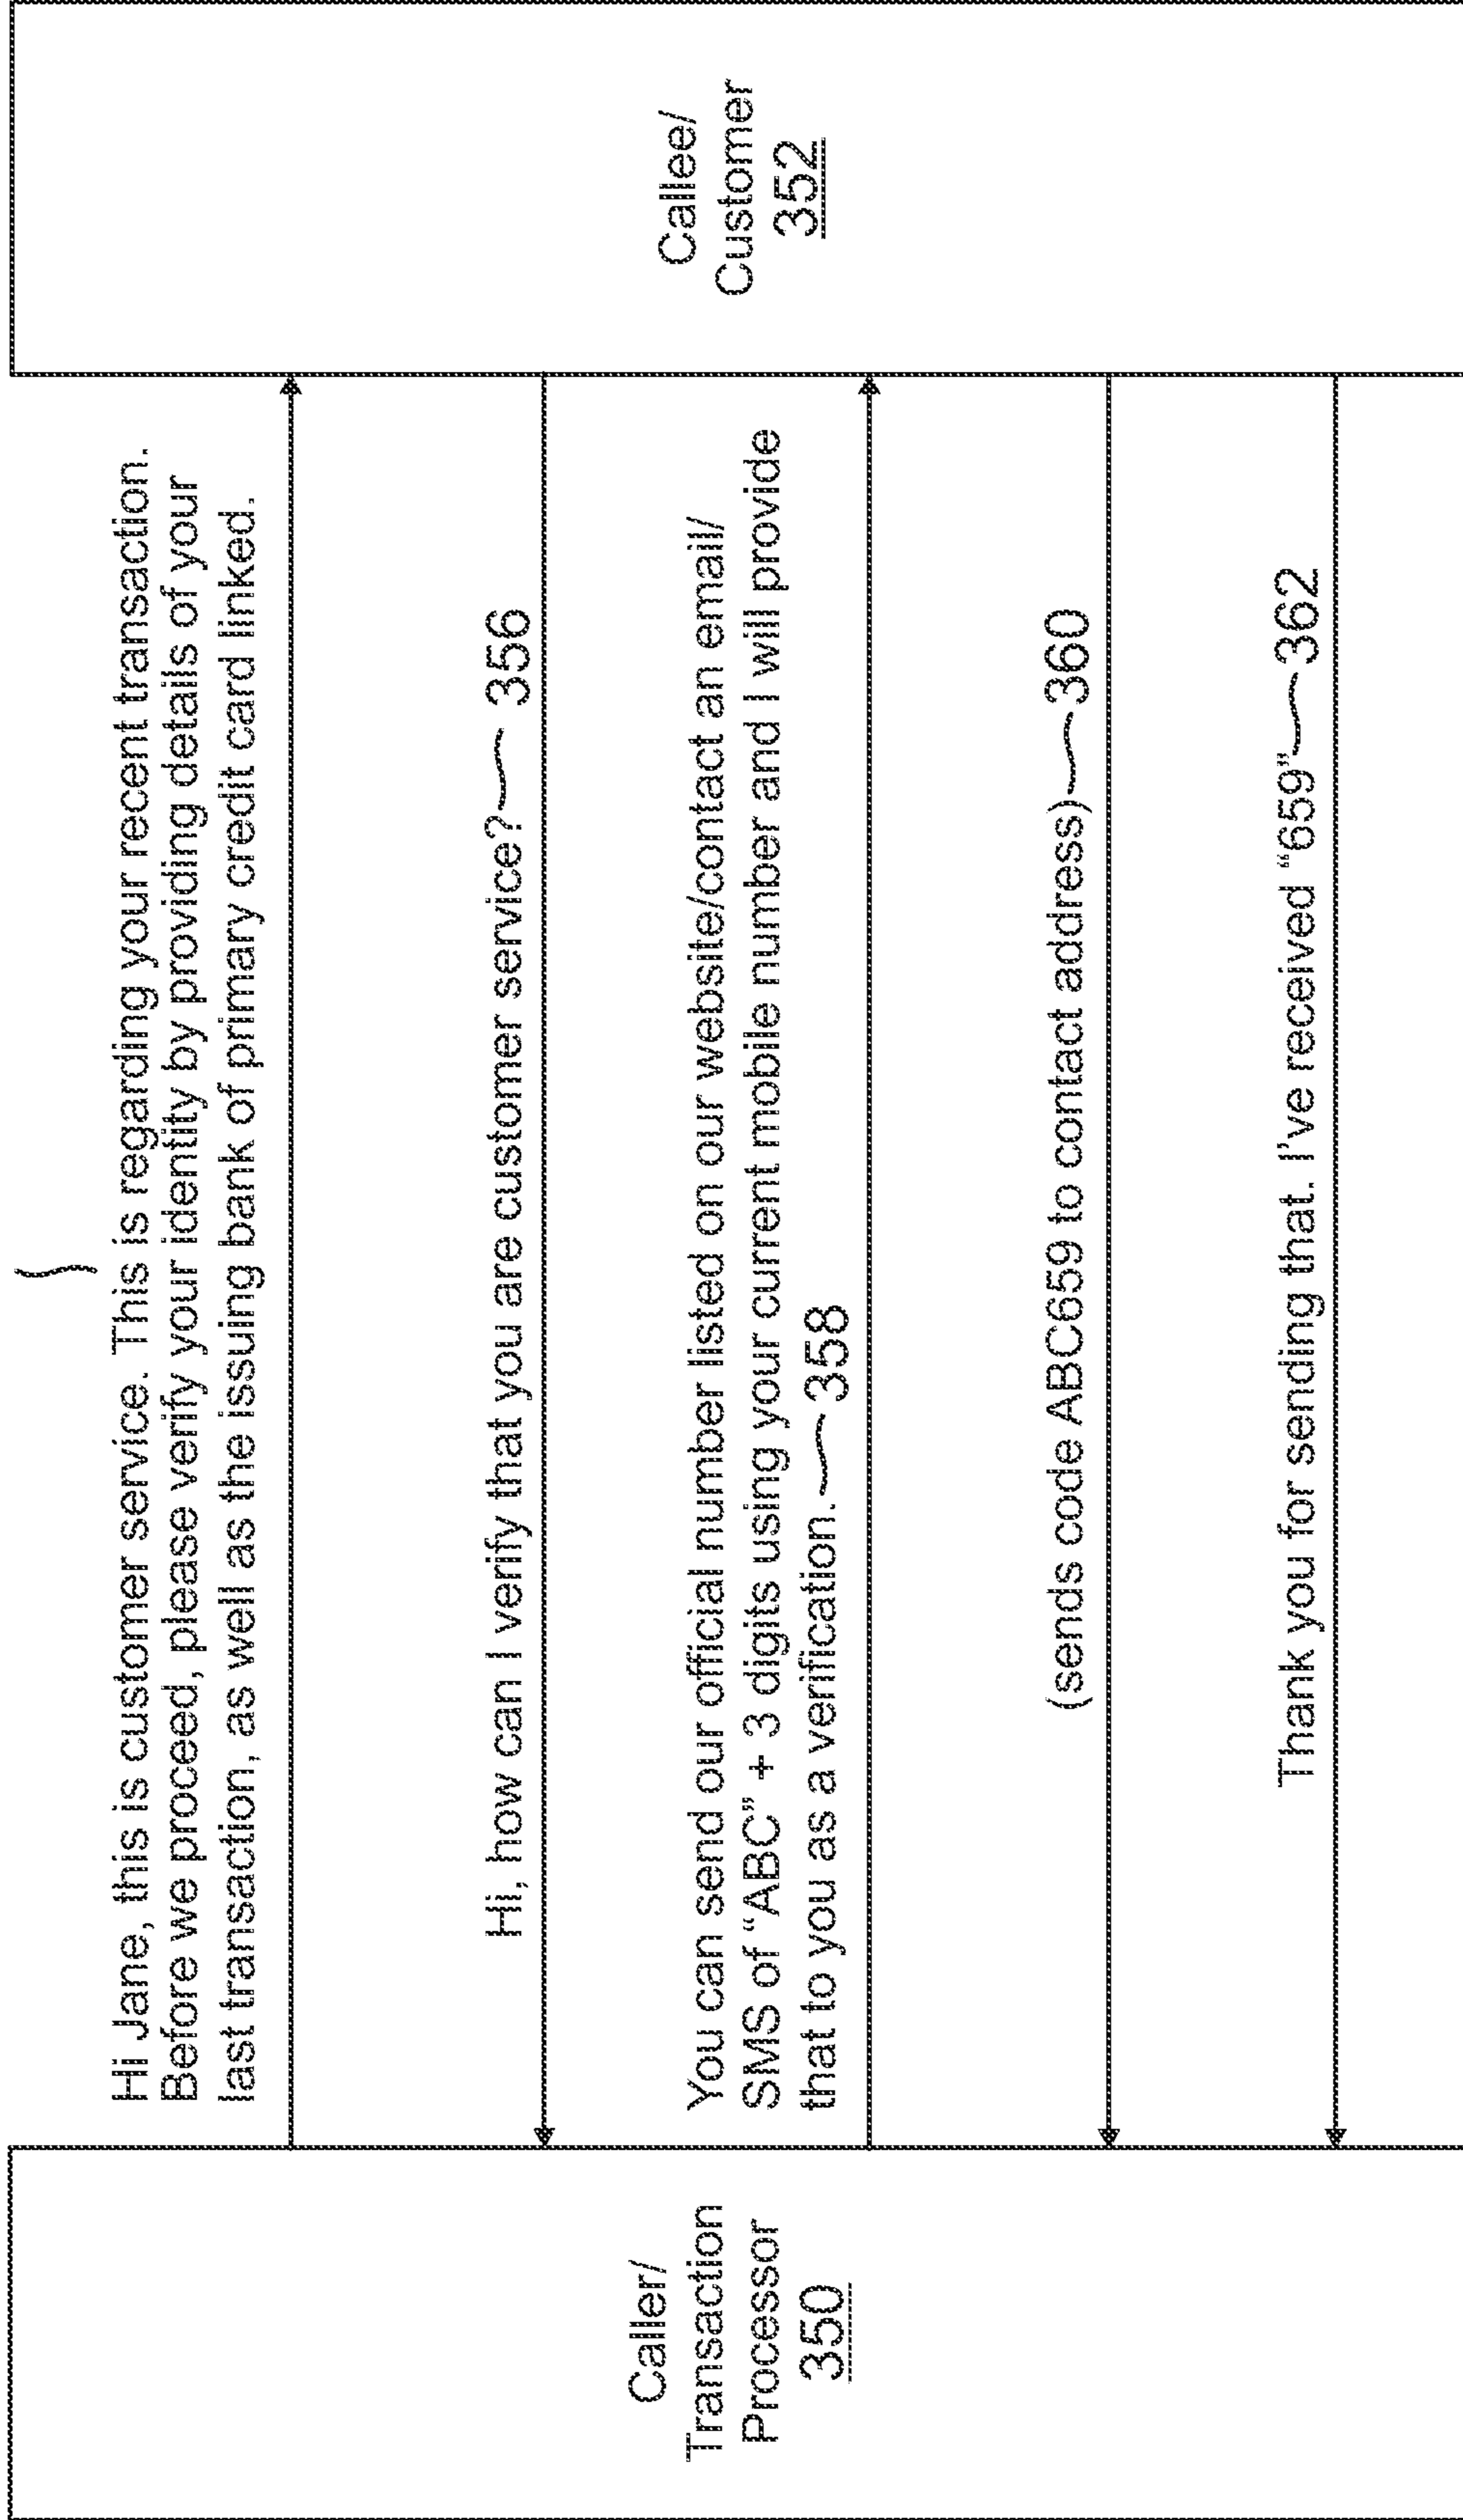 Hi Jane, this is customer service. This is regarding your recent transaction.
Before we proceed, please verify your identity by providing details of your
last transaction, as well as the issuing bank of primary credit card linked.
Hi, how can I verify that you are customer service? 356
You can send our official number listed on our website/contact an email/
SMS of “ABC” + 3 digits using your current mobile number and I will provide
that to you as a verification. 358
(sends code ABC659 to contact address) 360
Thank you for sending that. I’ve received “659” 362
Caller/
Transaction
Processor
350
Callee/
Customer
352